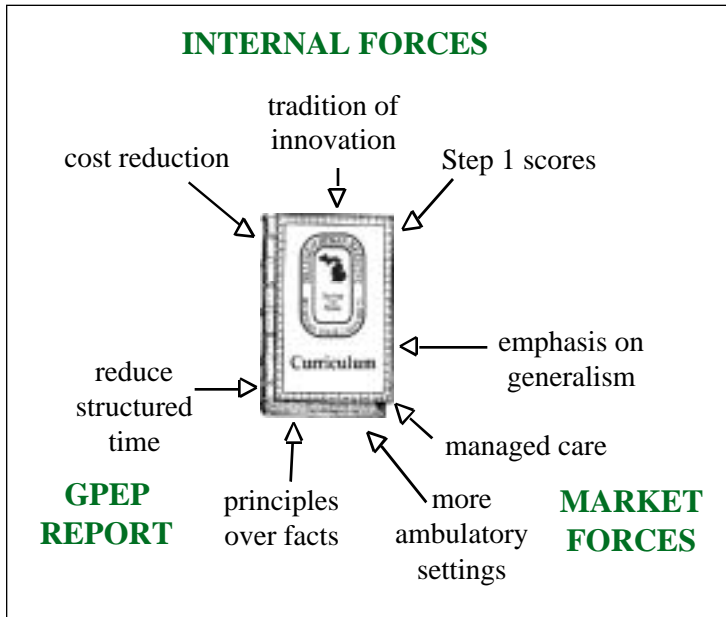 INTERNAL FORCES
tradition of
innovation
cost reduction
Step 1 scores
Curriculum
emphasis on
generalism
reduce
structured
time
managed care
GPEP
REPORT
principles
over facts
more
ambulatory
settings
MARKET
FORCES